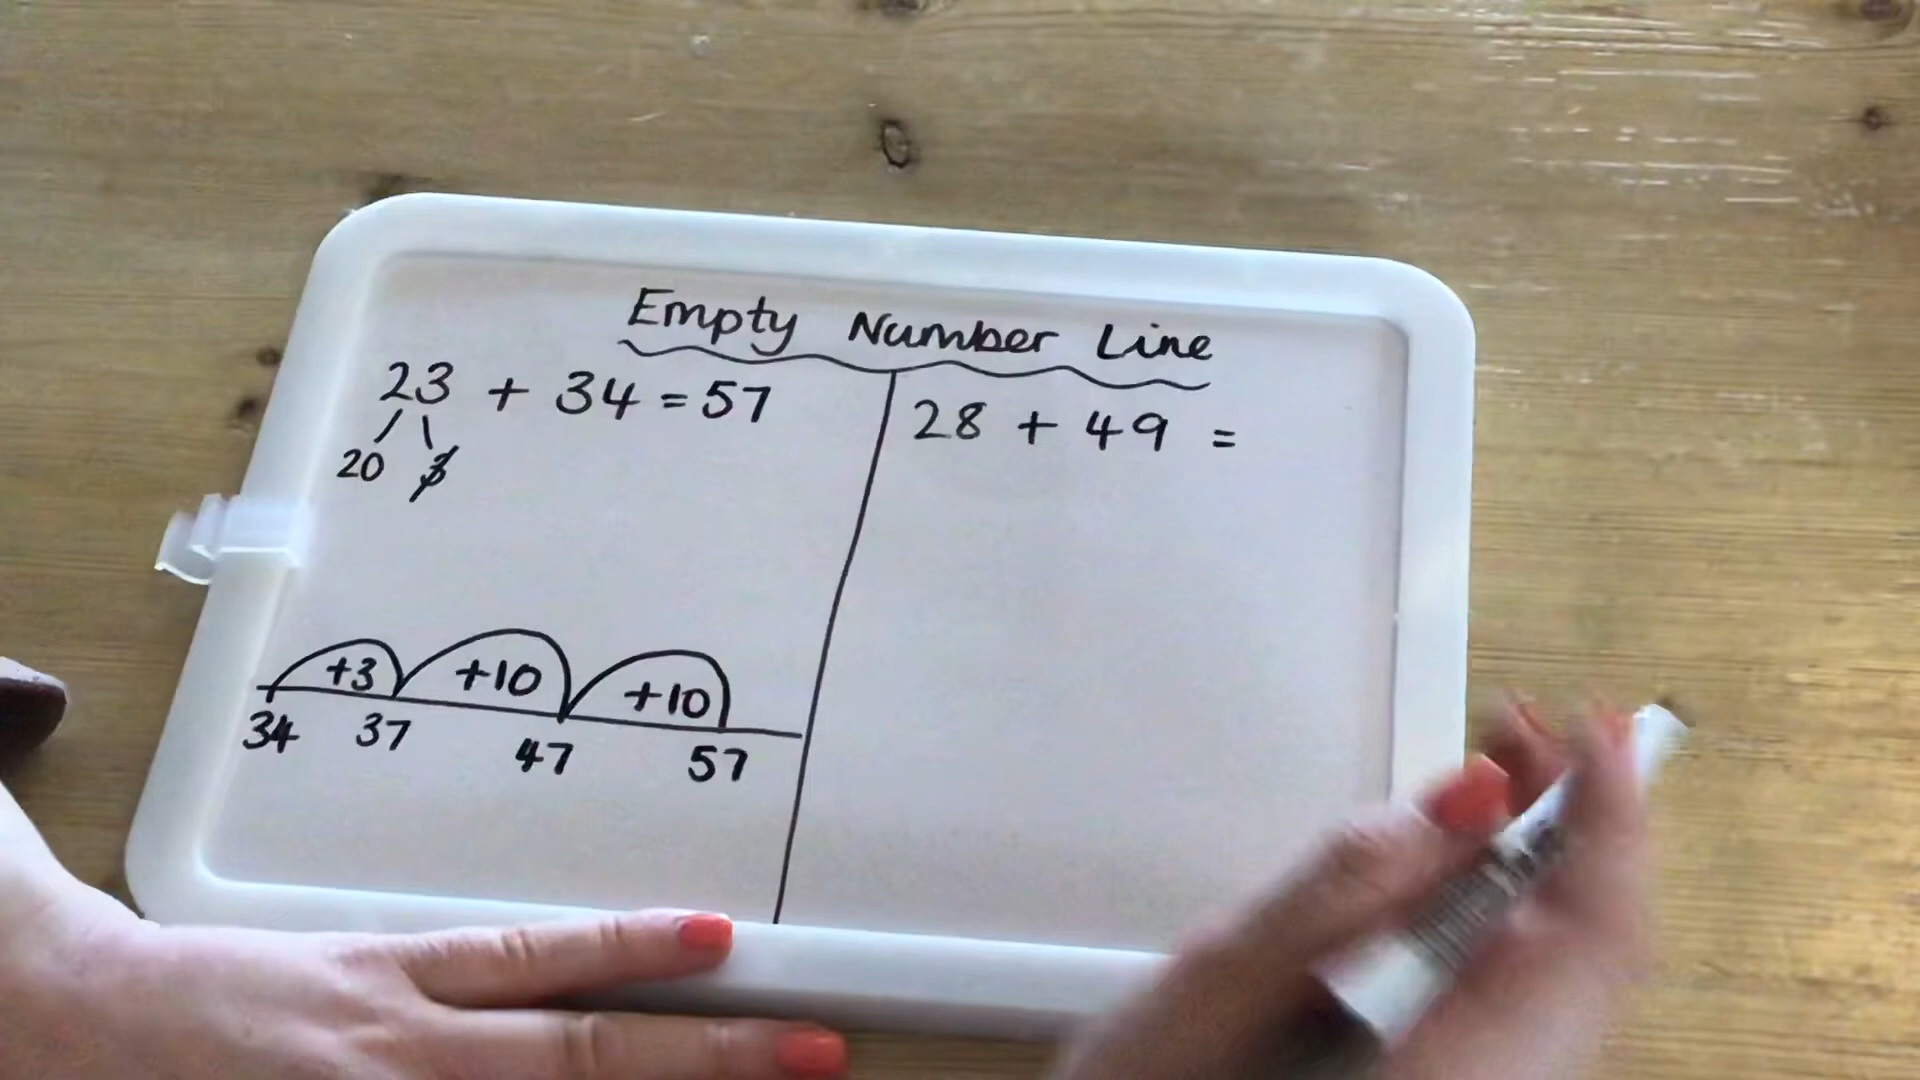 Empty Number Line
23 + 34 = 57
20 3
+3 +10 +10
34 37 47 57
28 + 49 =